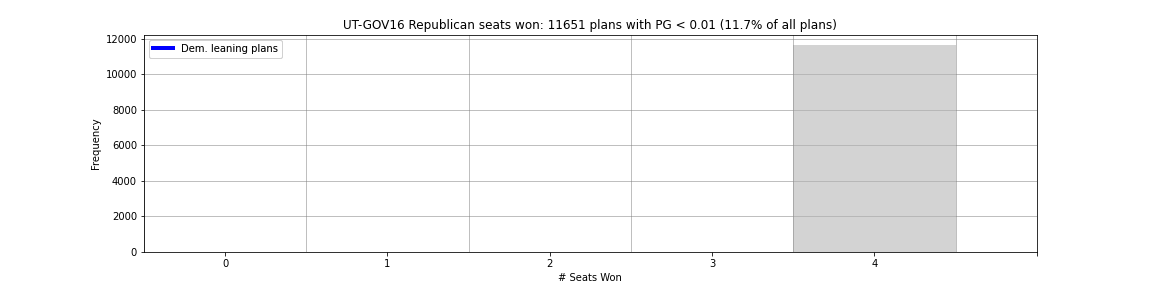 UT-GOV16 Republican seats won: 11651 plans with PG < 0.01 (11.7% of all plans)
12000
Dem. leaning plans
10000
8000
6000
4000
2000
0
Frequency
0 1 2 3 4
# Seats Won